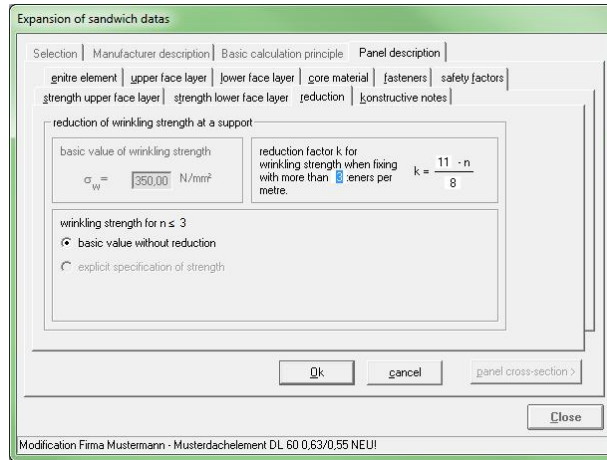 Expansion of sandwich datas
Selection Manufacturer description Basic calculation principle Panel description
enitre element upper face layer lower face layer core material fasteners safety factors
strength upper face layer strength lower face layer reduction konstructive notes
reduction of wrinkling strength at a support
basic value of wrinkling strength
σw= 350,00 N/mm²
reduction factor k for
wrinkling strength when fixing
with more than 3 :eners per
metre.
k = 11 - n
8
wrinkling strength for n ≤ 3
basic value without reduction
explicit specification of strength
Ok cancel panel cross-section >
Close
Modification Firma Mustermann - Musterdachelement DL 60 0,63/0,55 NEU!